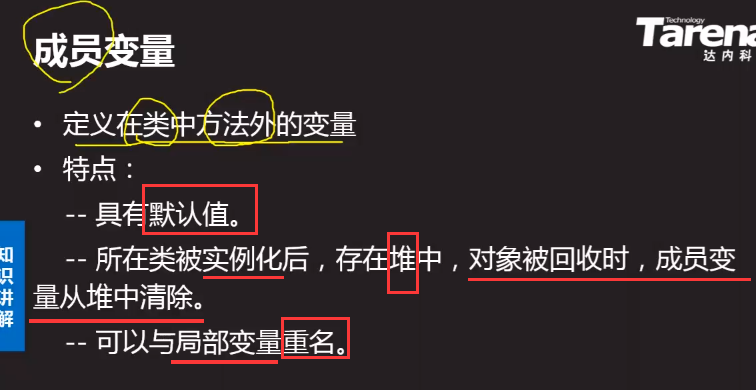 Technology
Tarena
达内科
成员变量
• 定义在类中方法外的变量
• 特点：
-- 具有默认值。
-- 所在类被实例化后，存在堆中，对象被回收时，成员变
量从堆中清除。
-- 可以与局部变量重名。
知识讲解